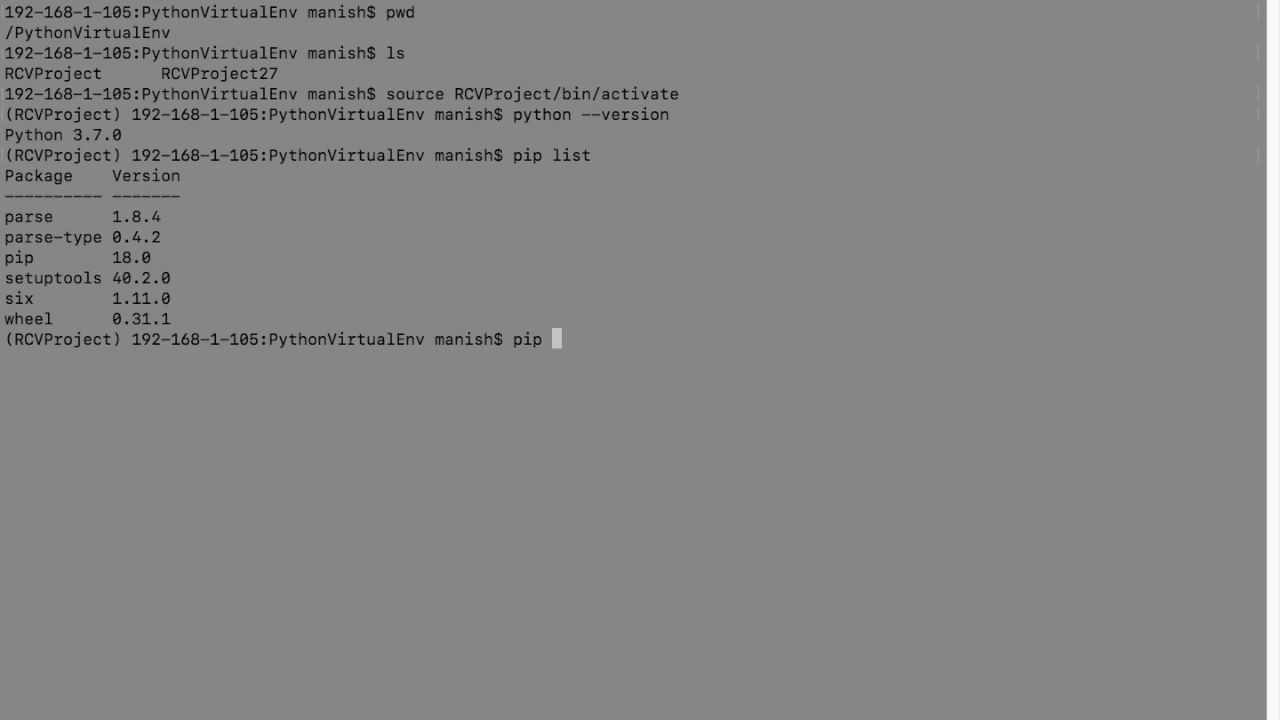 192-168-1-105:PythonVirtualEnv manish$ pwd
/PythonVirtualEnv
192-168-1-105:PythonVirtualEnv manish$ ls
RCVProject      RCVProject27
192-168-1-105:PythonVirtualEnv manish$ source RCVProject/bin/activate
(RCVProject) 192-168-1-105:PythonVirtualEnv manish$ python --version
Python 3.7.0
(RCVProject) 192-168-1-105:PythonVirtualEnv manish$ pip list
Package    Version
---------- -------
parse      1.8.4
parse-type 0.4.2
pip        18.0
setuptools 40.2.0
six        1.11.0
wheel      0.31.1
(RCVProject) 192-168-1-105:PythonVirtualEnv manish$ pip